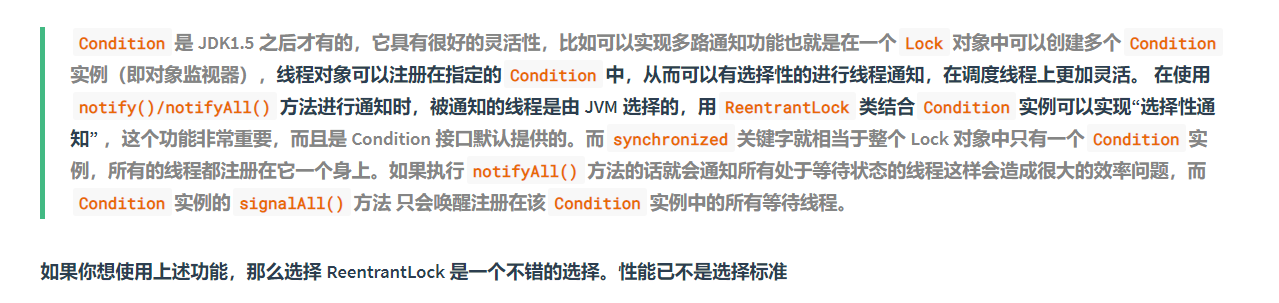 Condition 是 JDK1.5 之后才有的，它具有很好的灵活性，比如可以实现多路通知功能也就是在一个 Lock 对象中可以创建多个 Condition
实例（即对象监视器），线程对象可以注册在指定的 Condition 中，从而可以有选择性的进行线程通知，在调度线程上更加灵活。 在使用
notify()/notifyAll() 方法进行通知时，被通知的线程是由 JVM 选择的，用 ReentrantLock 类结合 Condition 实例可以实现“选择性通
知” ，这个功能非常重要，而且是 Condition 接口默认提供的。而 synchronized 关键字就相当于整个 Lock 对象中只有一个 Condition 实
例，所有的线程都注册在它一个身上。如果执行 notifyAll() 方法的话就会通知所有处于等待状态的线程这样会造成很大的效率问题，而
Condition 实例的 signalAll() 方法 只会唤醒注册在该 Condition 实例中的所有等待线程。
如果你想使用上述功能，那么选择 ReentrantLock 是一个不错的选择。性能已不是选择标准